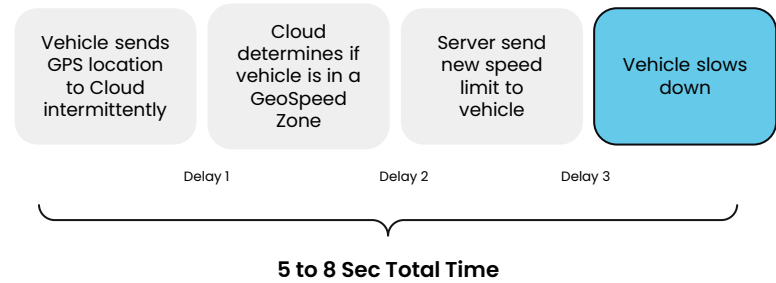 Vehicle sends
GPS location
to Cloud
intermittently
Cloud
determines if
vehicle is in a
GeoSpeed
Zone
Server send
new speed
limit to
vehicle
Vehicle slows
down
Delay 1
Delay 2
Delay 3
5 to 8 Sec Total Time